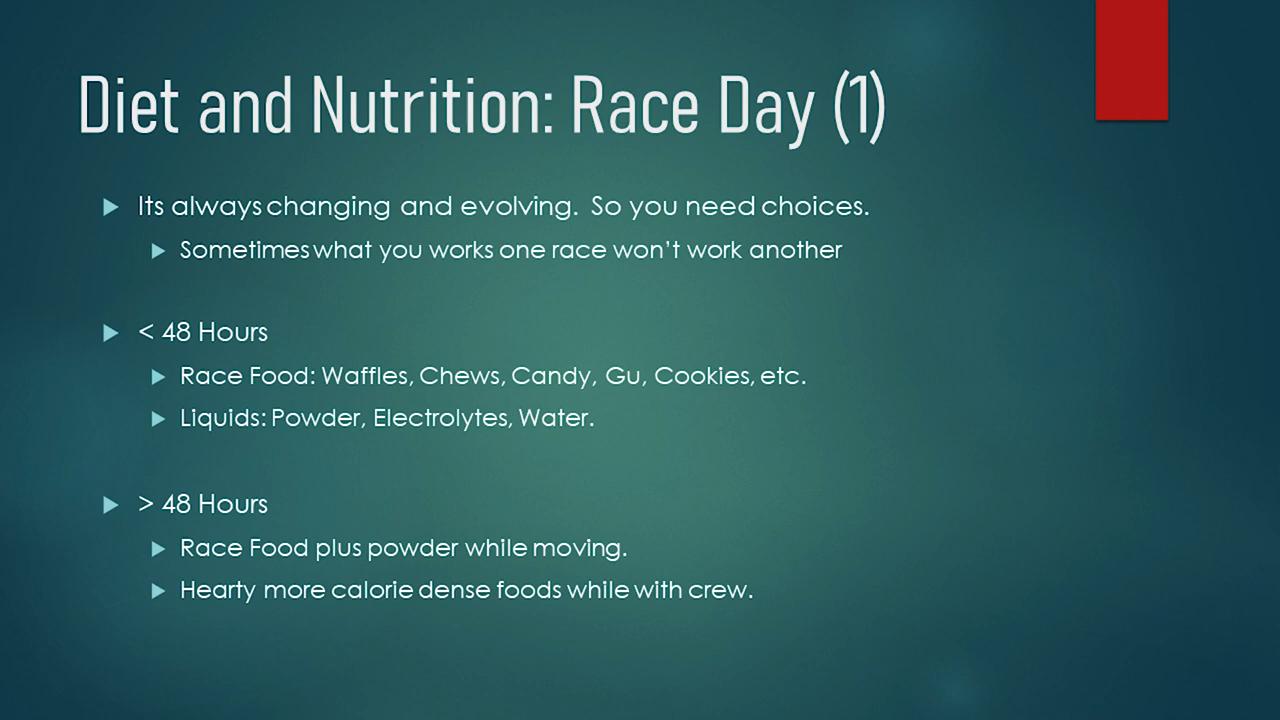 Diet and Nutrition: Race Day (1)
Its always changing and evolving. So you need choices.
Sometimes what you works one race won't work another
< 48 Hours
Race Food: Waffles, Chews, Candy, Gu, Cookies, etc.
Liquids: Powder, Electrolytes, Water.
> 48 Hours
Race Food plus powder while moving.
Hearty more calorie dense foods while with crew.